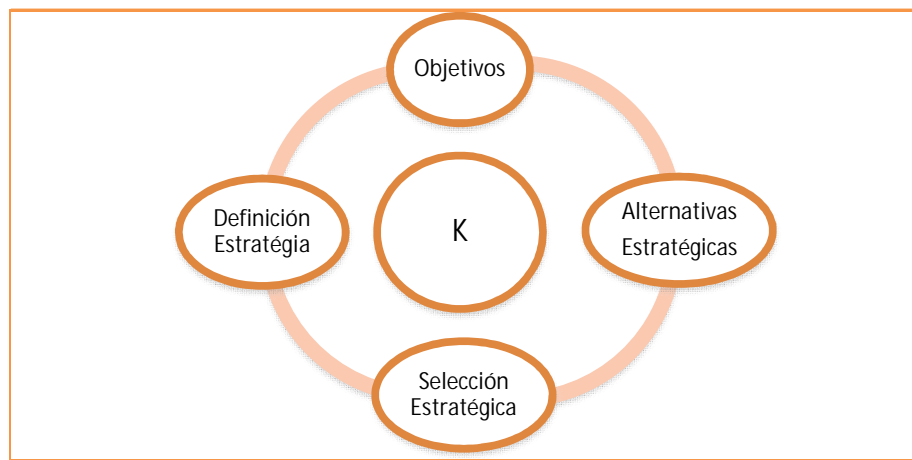 Objetivos
Definición
Estratégia
K
Alternativas
Estratégicas
Selección
Estratégica